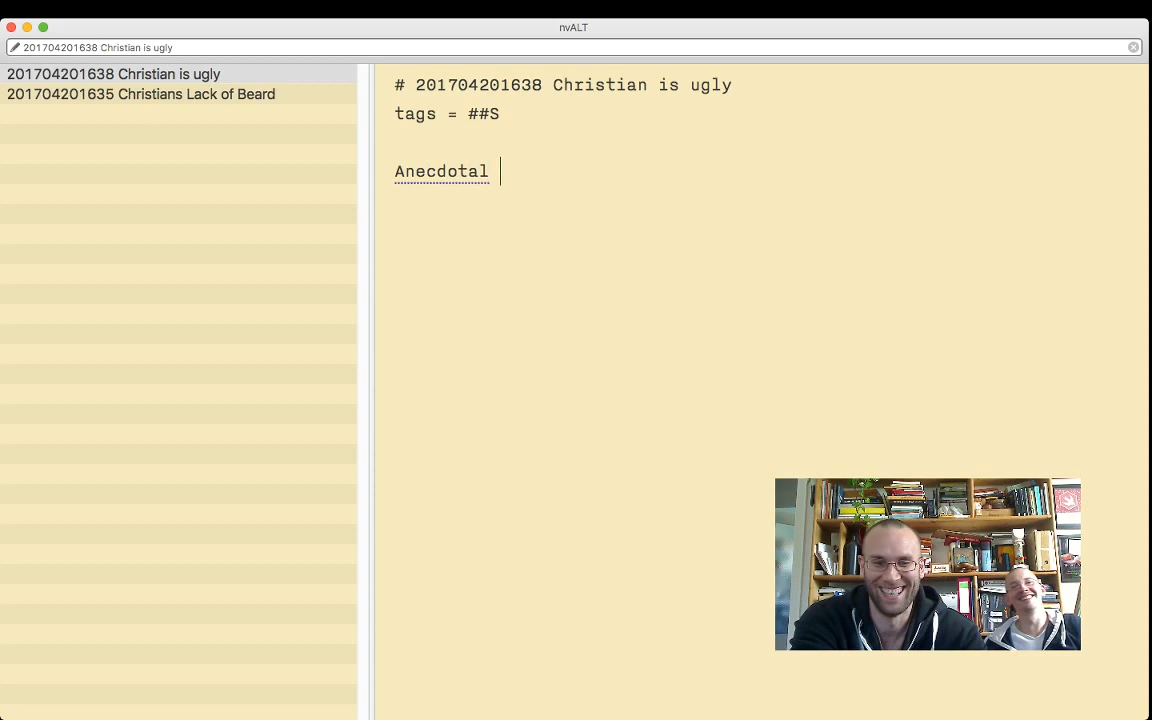 nvALT
201704201638 Christian is ugly
201704201638 Christian is ugly
201704201635 Christians Lack of Beard
# 201704201638 Christian is ugly
tags = ##S
Anecdotal